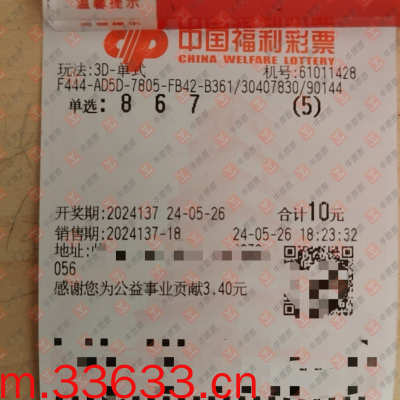 温馨提示
中国福利彩票
CHINA WELFARE LOTTERY
玩法:3D-单式 机号:61011428
F444-AD5D-7805-FB42-B361/30407830/90144
单选: 8 6 7 (5)
开奖期:2024137 24-05-26 合计10元
销售期:2024137-18 24-05-26 18:23:32
地址:
056
感谢您为公益事业贡献3.40元
m.33633.cn